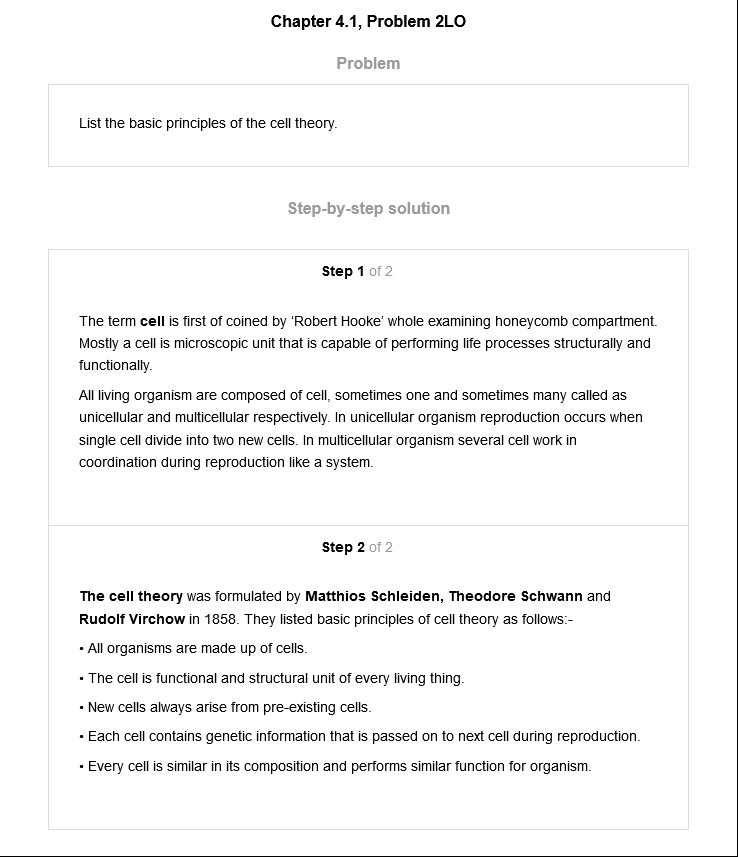 Chapter 4.1, Problem 2LO
Problem
List the basic principles of the cell theory.
Step-by-step solution
Step 1 of 2
The term cell is first of coined by ‘Robert Hooke’ whole examining honeycomb compartment.
Mostly a cell is microscopic unit that is capable of performing life processes structurally and
functionally.
All living organism are composed of cell, sometimes one and sometimes many called as
unicellular and multicellular respectively. In unicellular organism reproduction occurs when
single cell divide into two new cells. In multicellular organism several cell work in
coordination during reproduction like a system.
Step 2 of 2
The cell theory was formulated by Matthios Schleiden, Theodore Schwann and
Rudolf Virchow in 1858. They listed basic principles of cell theory as follows:-
• All organisms are made up of cells.
• The cell is functional and structural unit of every living thing.
• New cells always arise from pre-existing cells.
• Each cell contains genetic information that is passed on to next cell during reproduction.
• Every cell is similar in its composition and performs similar function for organism.